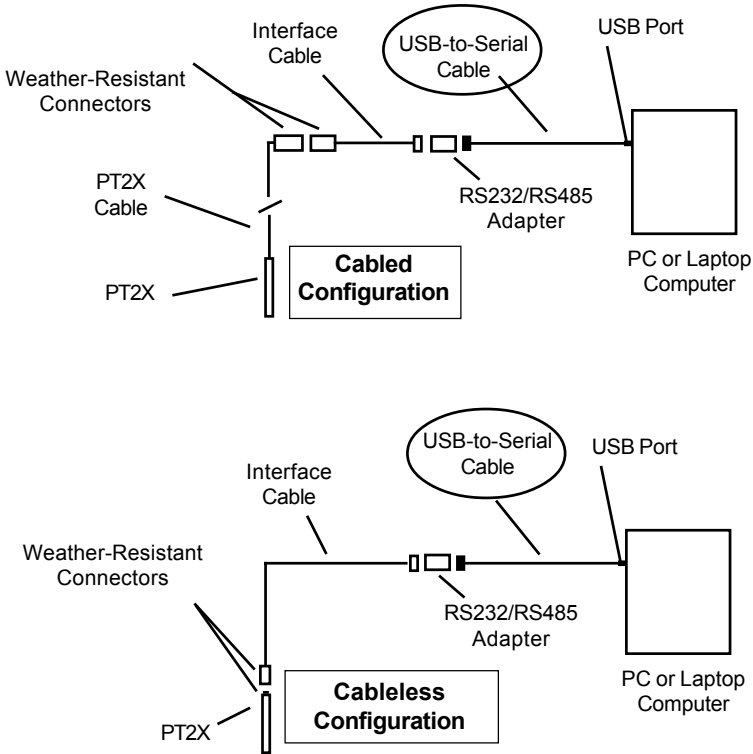 Interface
Cable
USB-to-Serial
Cable
USB Port
Weather-Resistant
Connectors
PT2X
Cable
RS232/RS485
Adapter
PT2X
Cabled
Configuration
PC or Laptop
Computer
USB-to-Serial
Cable
USB Port
Interface
Cable
Weather-Resistant
Connectors
RS232/RS485
Adapter
PT2X
Cableless
Configuration
PC or Laptop
Computer